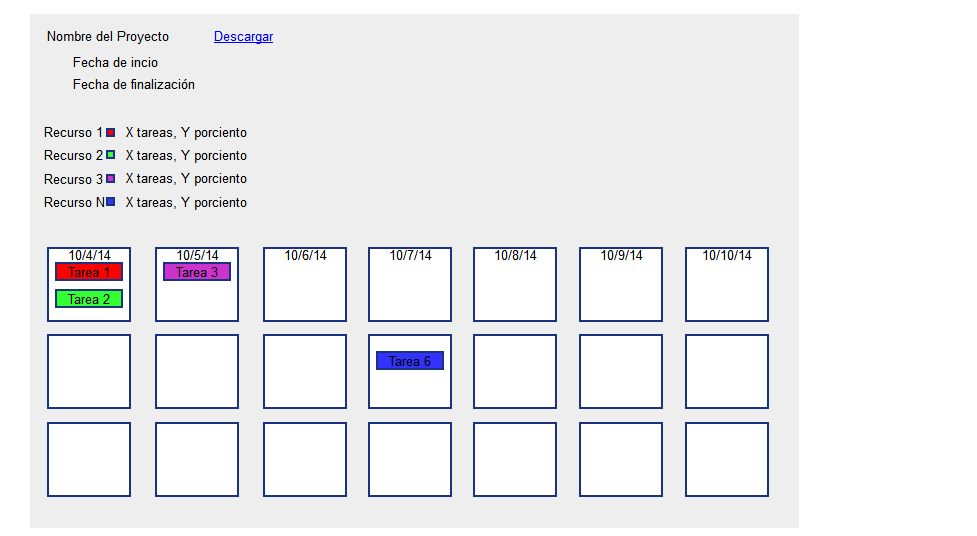 Nombre del Proyecto Descargar
Fecha de incio
Fecha de finalización
Recurso 1 X tareas, Y porciento
Recurso 2 X tareas, Y porciento
Recurso 3 X tareas, Y porciento
Recurso N X tareas, Y porciento
10/4/14 10/5/14 10/6/14 10/7/14 10/8/14 10/9/14 10/10/14
Tarea 1 Tarea 3
Tarea 2
Tarea 6